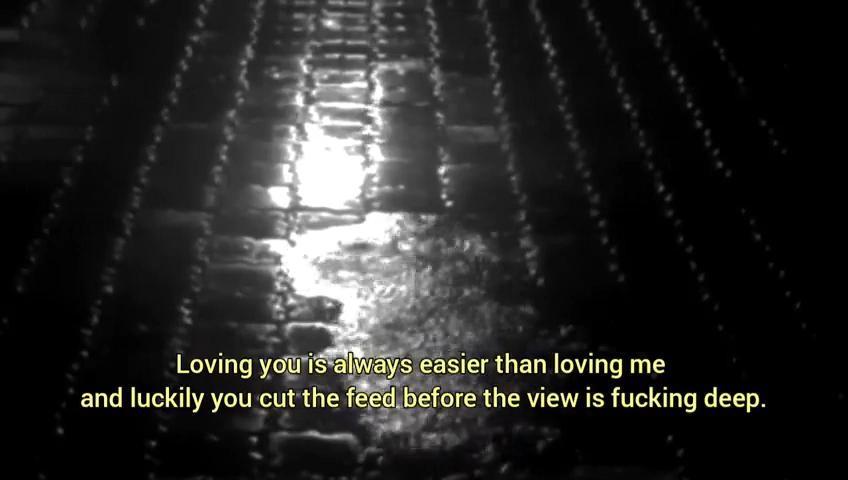 Loving you is always easier than loving me
and luckily you cut the feed before the view is fucking deep.